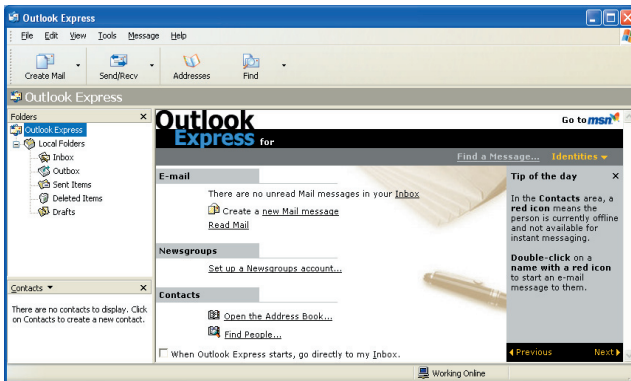 Outlook Express
File Edit View Tools Message Help
Create Mail Send/Recv Addresses Find
Outlook Express
Folders
Outlook Express
Local Folders
Inbox
Outbox
Sent Items
Deleted Items
Drafts
Contacts
There are no contacts to display. Click
on Contacts to create a new contact.
Outlook
Express for
Go to msn
Find a Message... Identities
E-mail
There are no unread Mail messages in your Inbox
Create a new Mail message
Read Mail
Newsgroups
Set up a Newsgroups account...
Contacts
Open the Address Book...
Find People...
When Outlook Express starts, go directly to my Inbox.
Tip of the day
In the Contacts area, a
red icon means the
person is currently offline
and not available for
instant messaging.
Double-click on a
name with a red icon
to start an e-mail
message to them.
Previous Next
Working Online